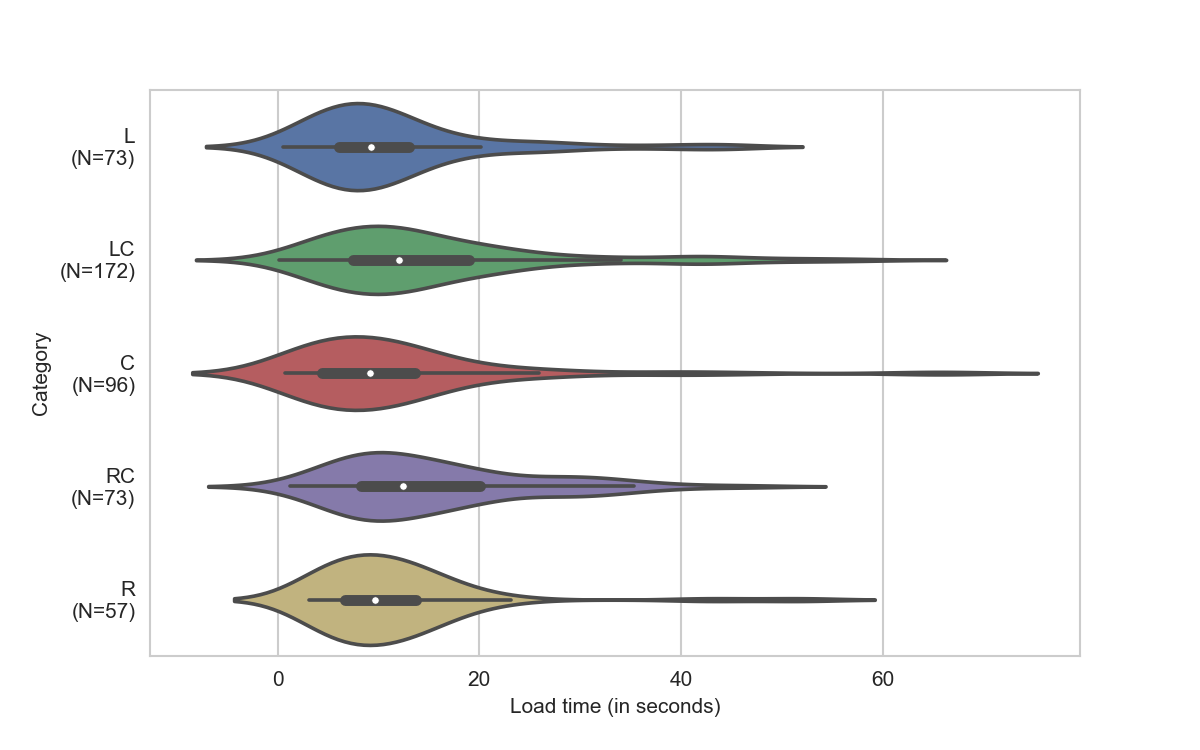 L
(N=73)
LC
(N=172)
C
(N=96)
RC
(N=73)
R
(N=57)
Category
0 20 40 60
Load time (in seconds)